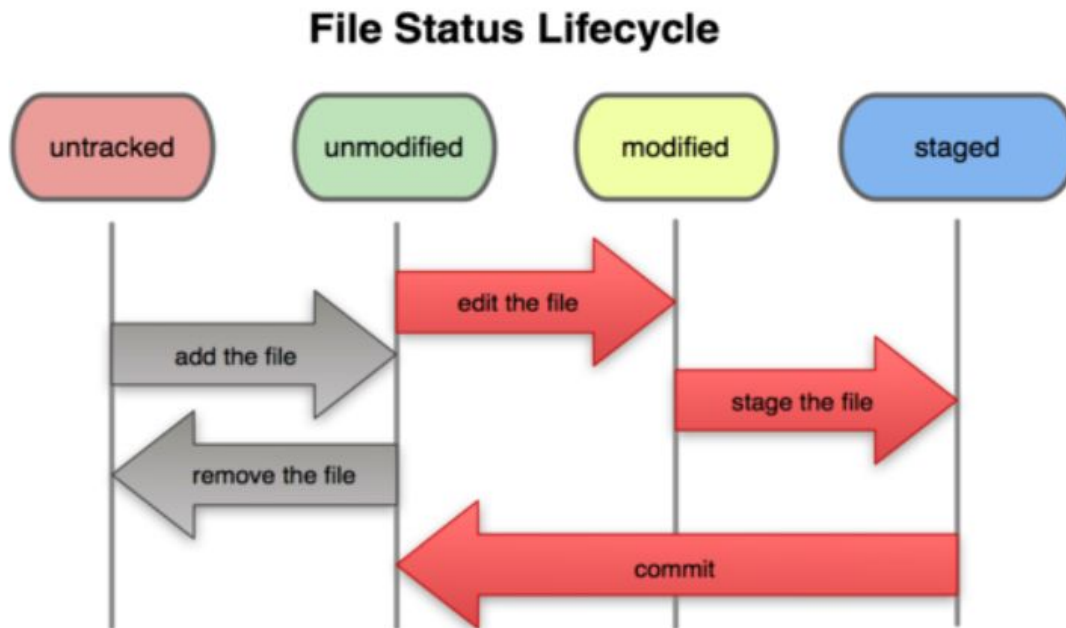 File Status Lifecycle
untracked
unmodified
modified
staged
edit the file
add the file
stage the file
remove the file
commit